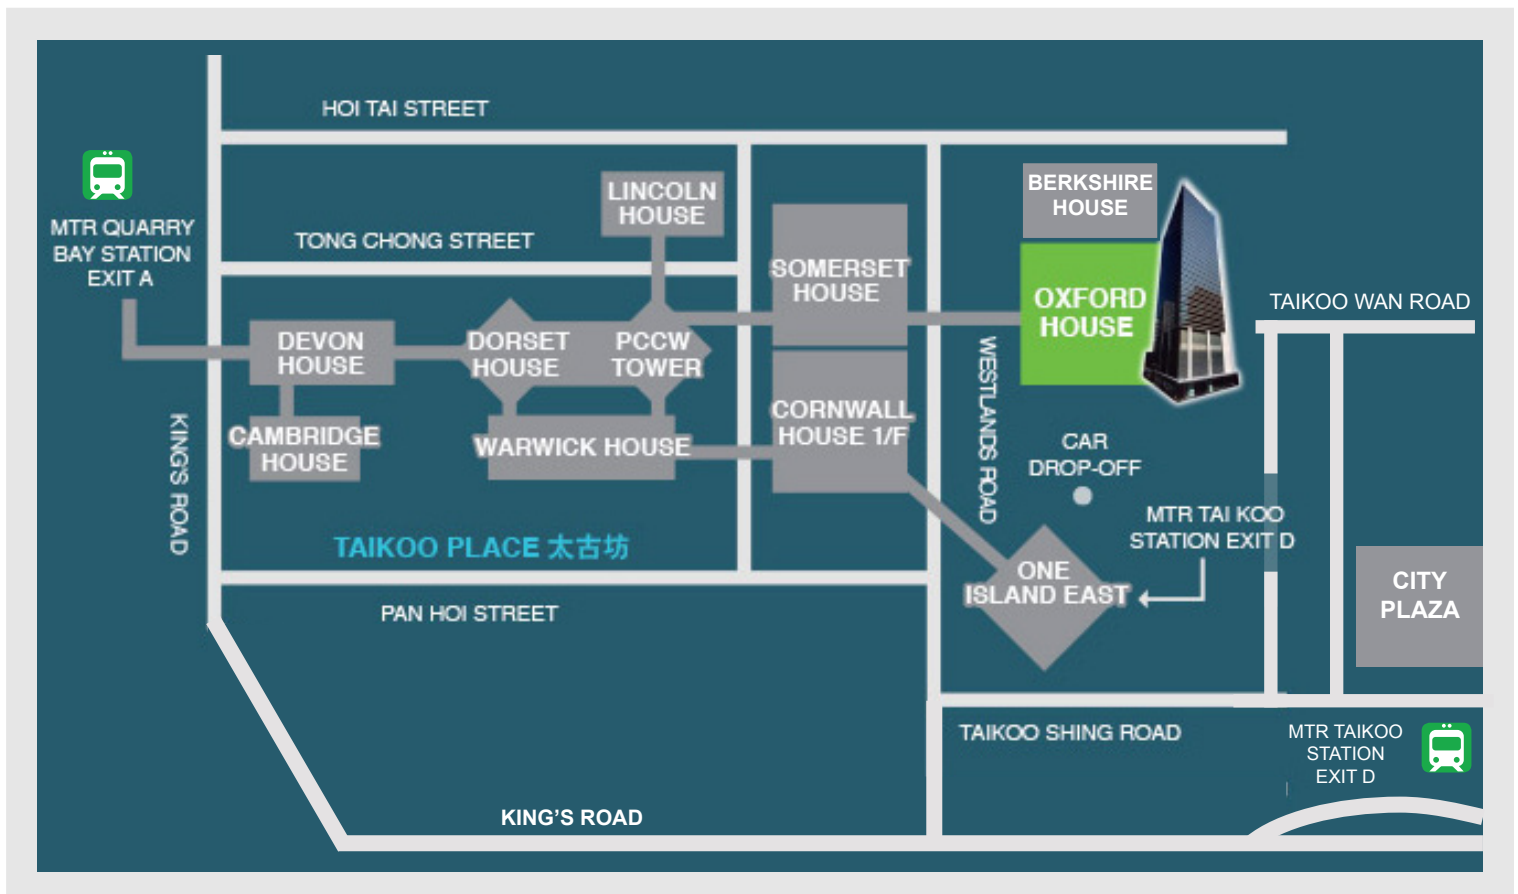 HOI TAI STREET
MTR QUARRY
BAY STATION
EXIT A
LINCOLN
HOUSE
BERKSHIRE
HOUSE
TONG CHONG STREET
SOMERSET
HOUSE
OXFORD
HOUSE
TAIKOO WAN ROAD
DEVON
HOUSE
DORSET
HOUSE
PCCW
TOWER
WESTLANDS ROAD
CAMBRIDGE
HOUSE
WARWICK HOUSE
CORNWALL
HOUSE 1/F
KING'S ROAD
CAR
DROP-OFF
MTR TAI KOO
STATION EXIT D
TAIKOO PLACE 太古坊
ONE
ISLAND EAST
CITY
PLAZA
PAN HOI STREET
TAIKOO SHING ROAD
MTR TAIKOO
STATION
EXIT D
KING’S ROAD